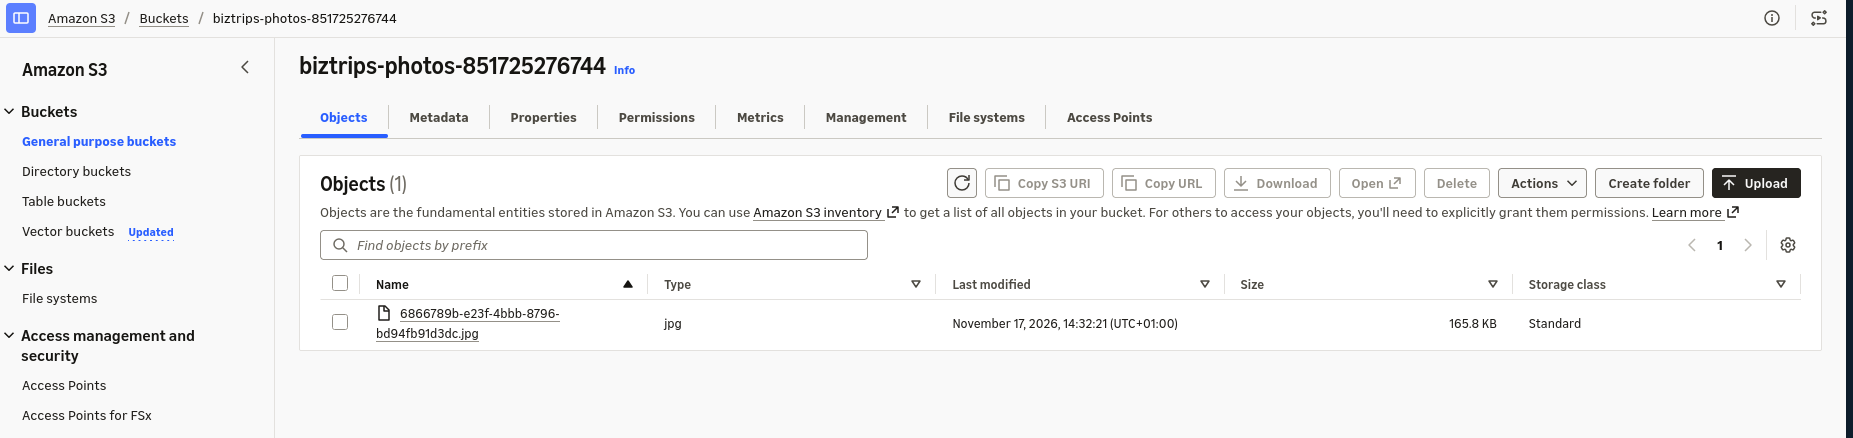 Amazon S3 / Buckets / biztrips-photos-851725276744
Amazon S3
Buckets
General purpose buckets
Directory buckets
Table buckets
Vector buckets Updated
Files
File systems
Access management and
security
Access Points
Access Points for FSx
biztrips-photos-851725276744 Info
Objects Metadata Properties Permissions Metrics Management File systems Access Points
Objects (1)
Copy S3 URI Copy URL Download Open Delete Actions Create folder Upload
Objects are the fundamental entities stored in Amazon S3. You can use Amazon S3 inventory to get a list of all objects in your bucket. For others to access your objects, you'll need to explicitly grant them permissions. Learn more
Find objects by prefix
1
Name Type Last modified Size Storage class
6866789b-e23f-4bbb-8796-
bd94fb91d3dc.jpg
jpg November 17, 2026, 14:32:21 (UTC+01:00) 165.8 KB Standard